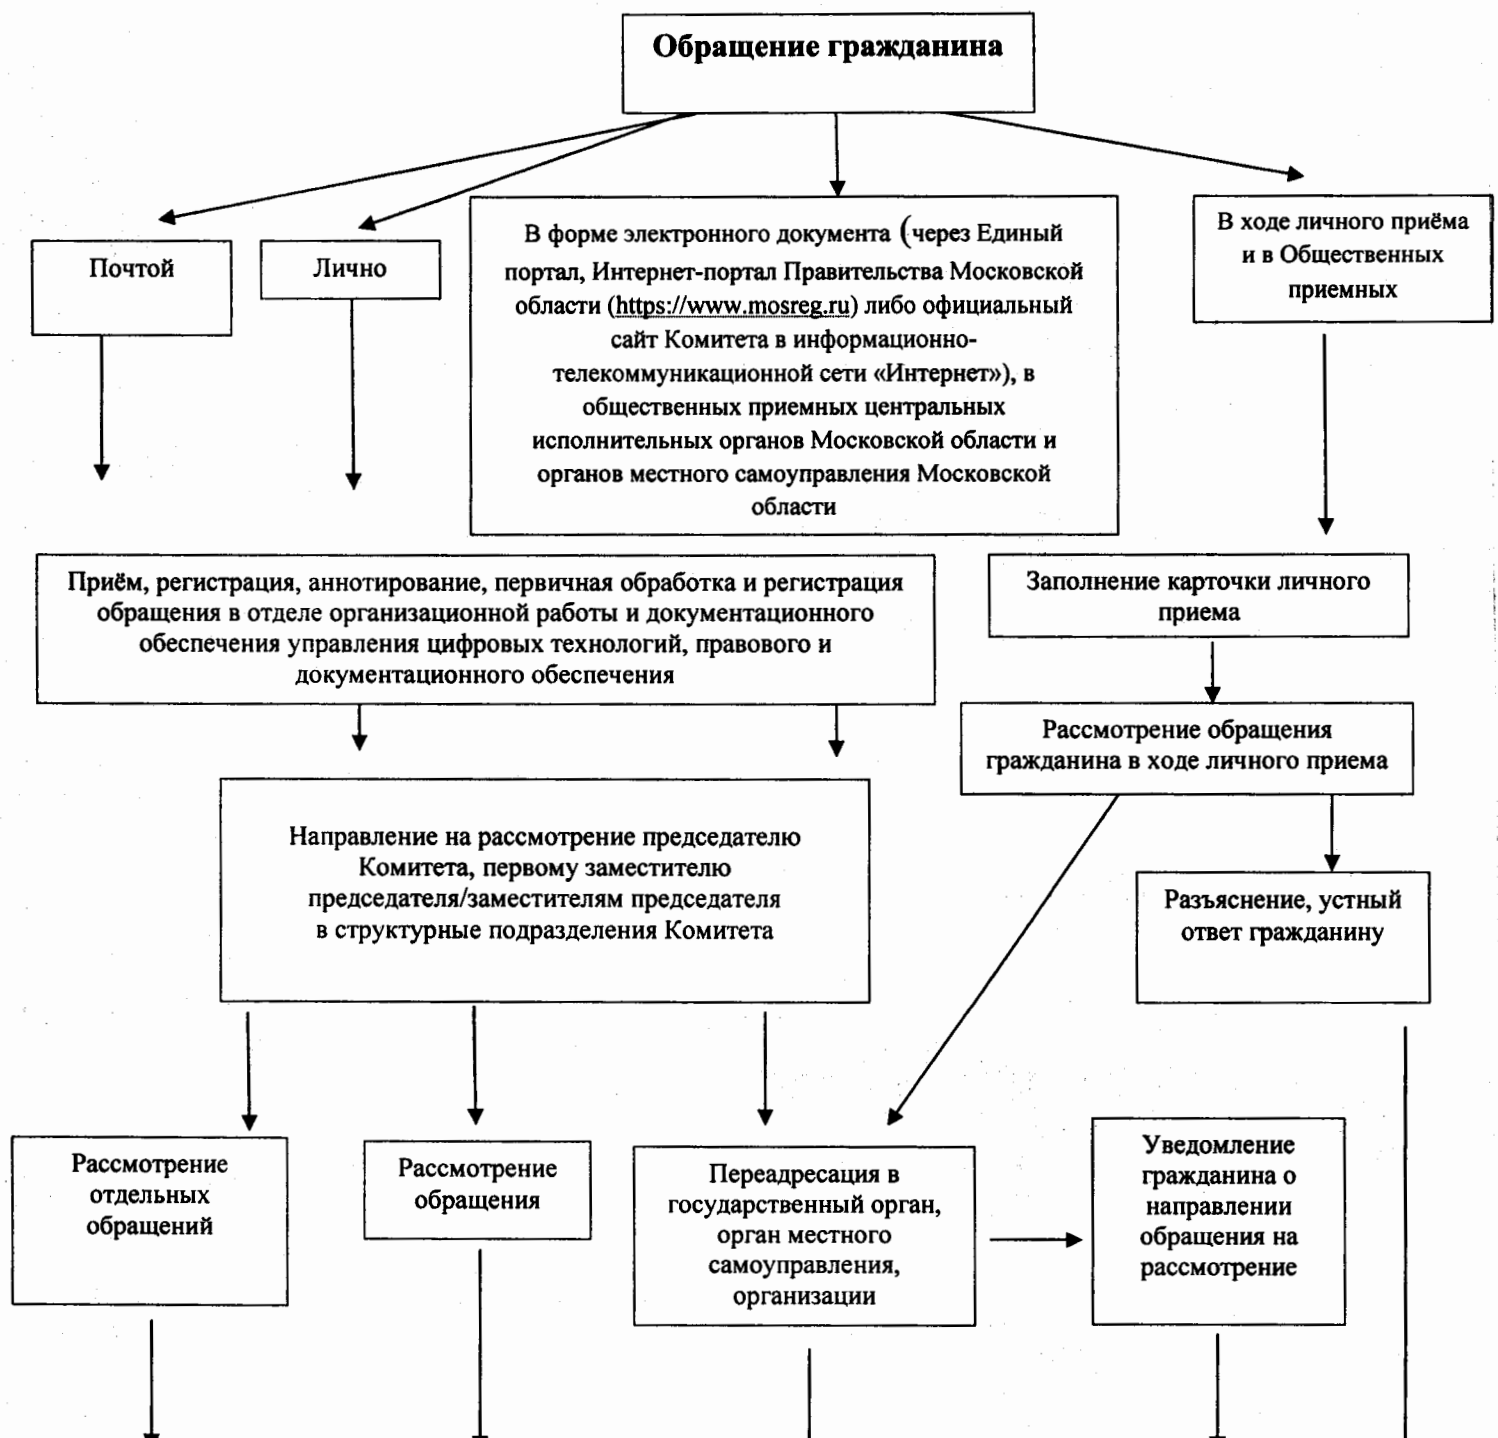 Обращение гражданина
Почтой
Лично
В форме электронного документа (через Единый
портал, Интернет-портал Правительства Московской
области (https://www.mosreg.ru) либо официальный
сайт Комитета в информационно-
телекоммуникационной сети «Интернет»), в
общественных приемных центральных
исполнительных органов Московской области и
органов местного самоуправления Московской
области
В ходе личного приёма
и в Общественных
приемных
Приём, регистрация, аннотирование, первичная обработка и регистрация
обращения в отделе организационной работы и документационного
обеспечения управления цифровых технологий, правового и
документационного обеспечения
Заполнение карточки личного
приема
Рассмотрение обращения
гражданина в ходе личного приема
Направление на рассмотрение председателю
Комитета, первому заместителю
председателя/заместителям председателя
в структурные подразделения Комитета
Разъяснение, устный
ответ гражданину
Рассмотрение
отдельных
обращений
Рассмотрение
обращения
Переадресация в
государственный орган,
орган местного
самоуправления,
организации
Уведомление
гражданина о
направлении
обращения на
рассмотрение